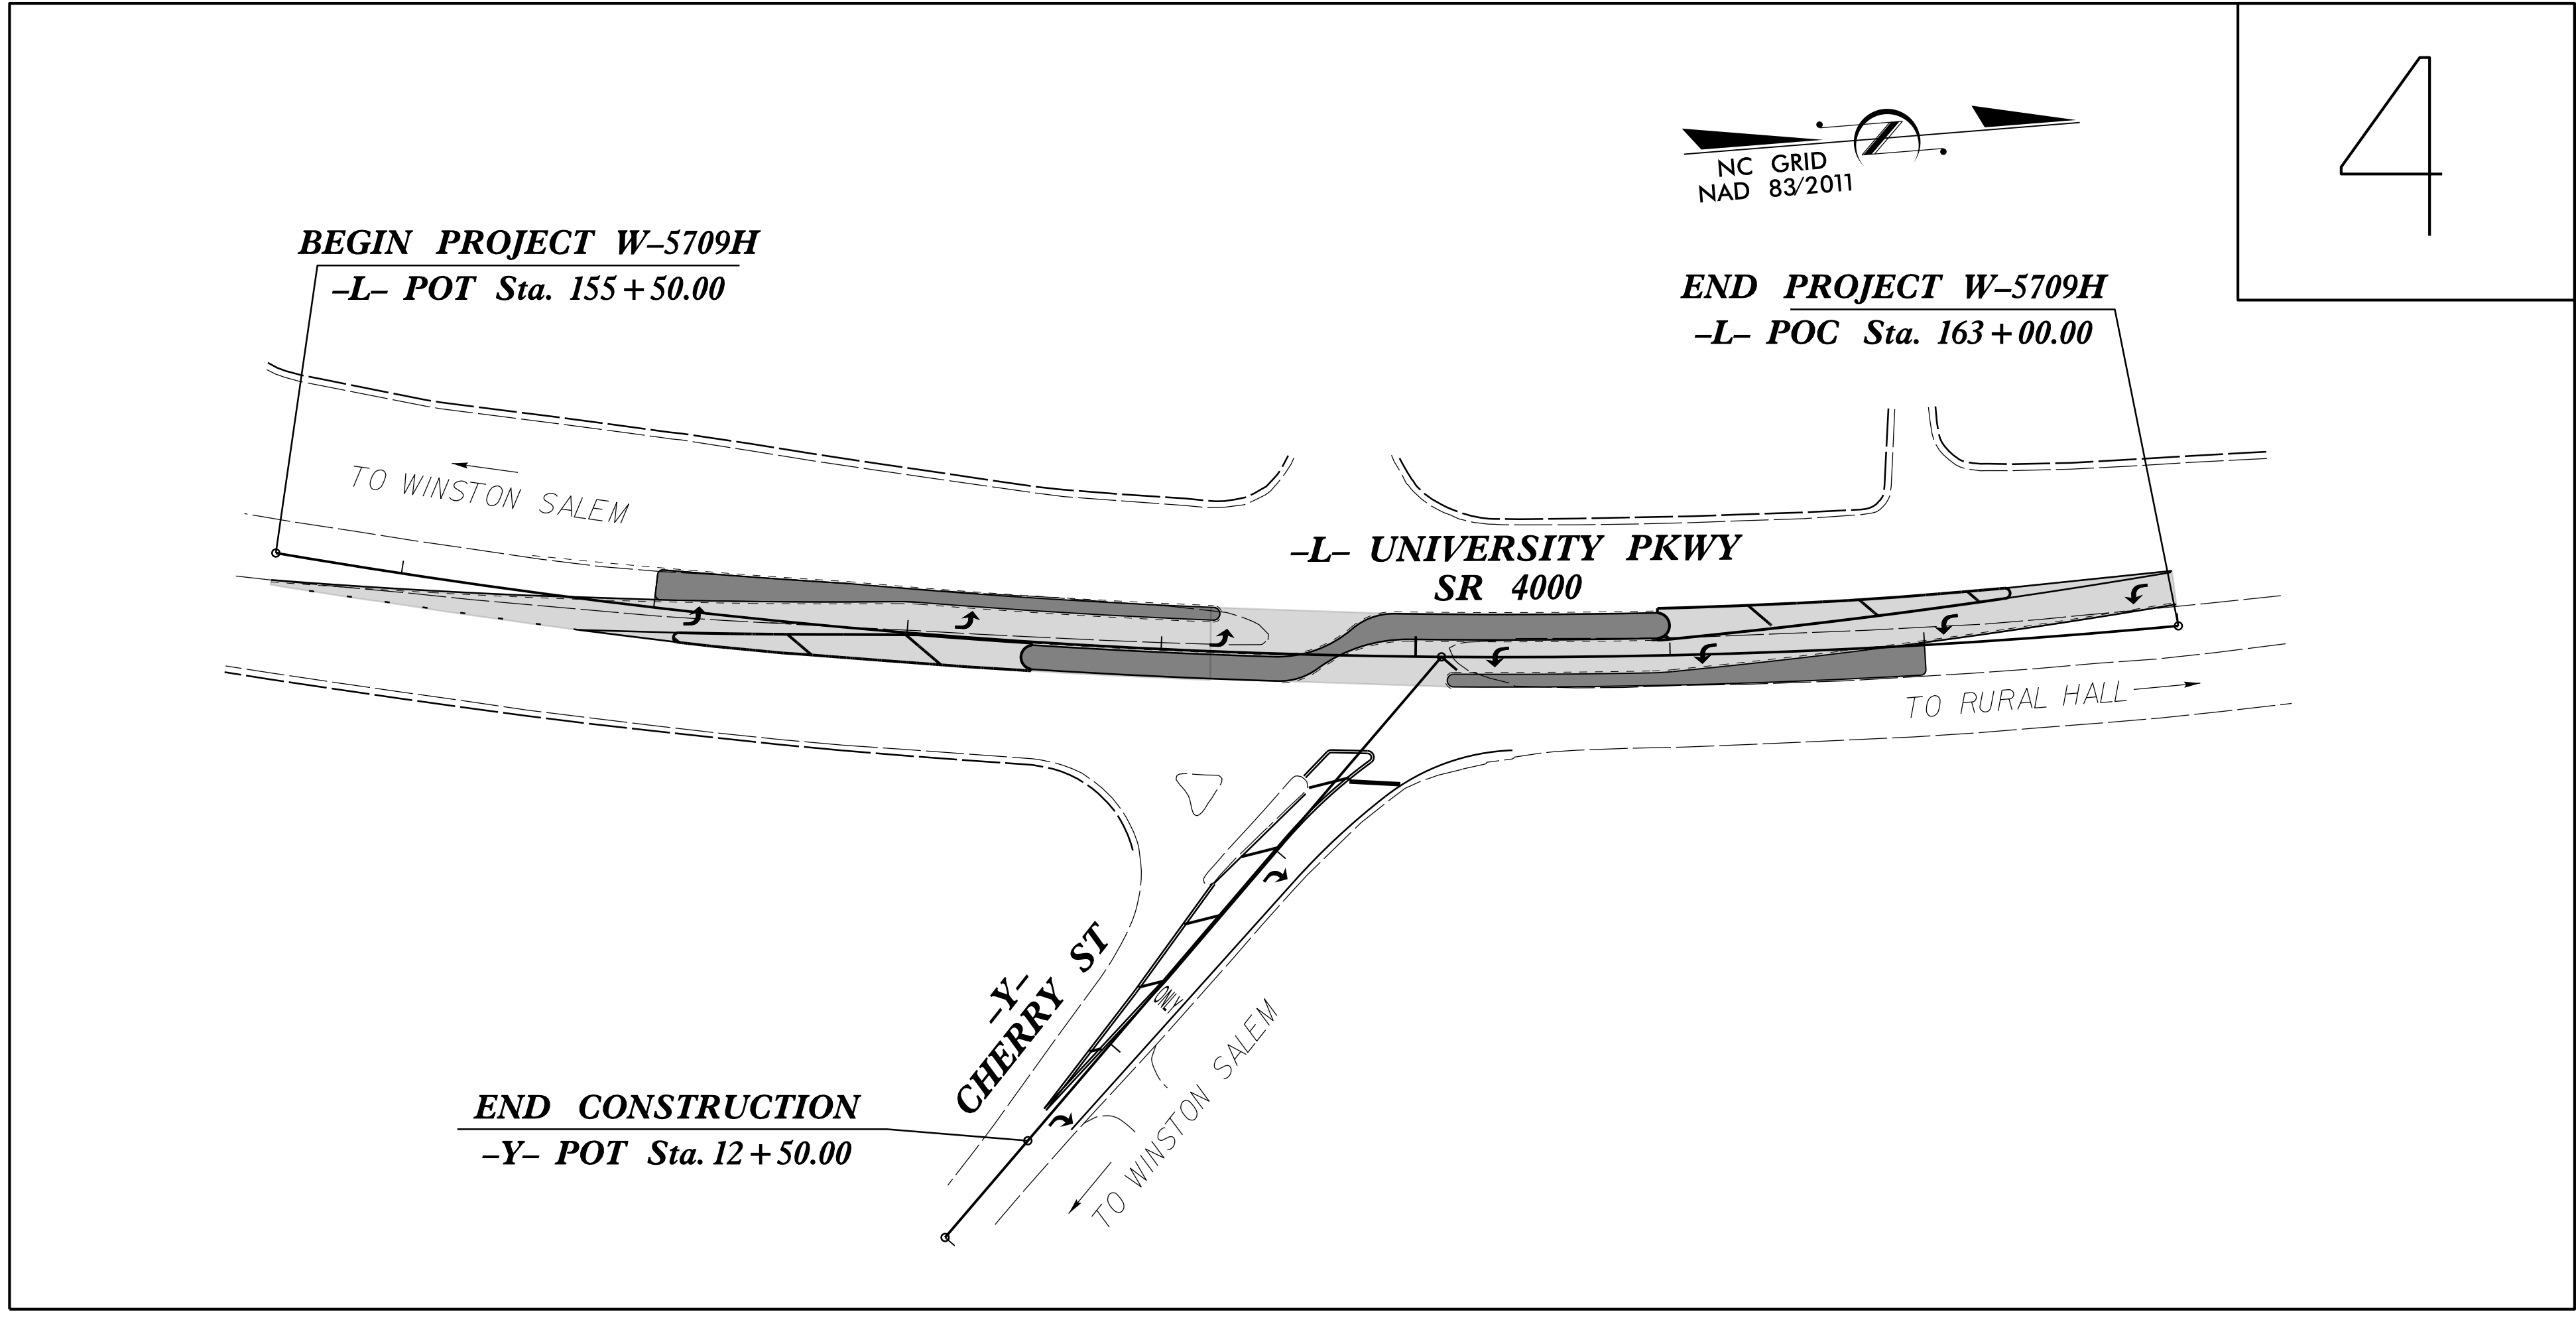 4
NC GRID
NAD 83/2011
BEGIN PROJECT W-5709H
-L- POT Sta. 155+50.00
END PROJECT W-5709H
-L- POC Sta. 163+00.00
TO WINSTON SALEM
-L- UNIVERSITY PKWY
SR 4000
TO RURAL HALL
-Y-
CHERRY ST
ONLY
TO WINSTON SALEM
END CONSTRUCTION
-Y- POT Sta. 12+50.00